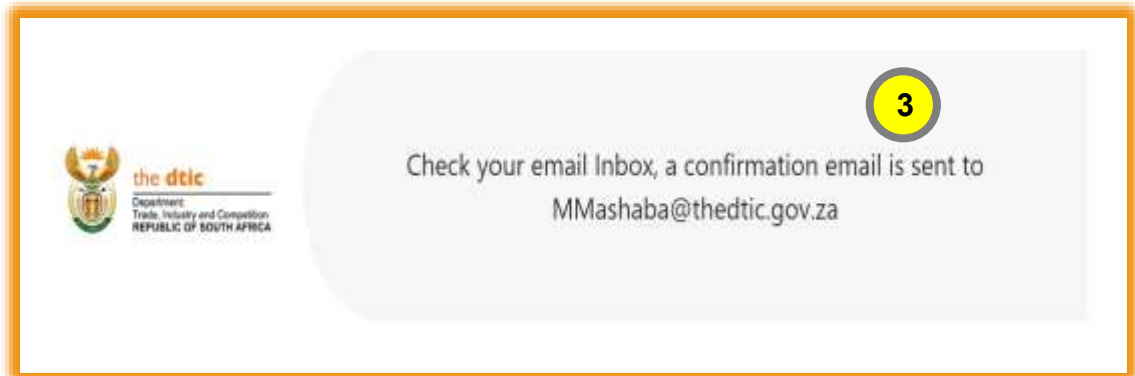 3
Check your email Inbox, a confirmation email is sent to
MMashaba@thedtic.gov.za
the dtic
Department:
Trade, Industry and Competition
REPUBLIC OF SOUTH AFRICA